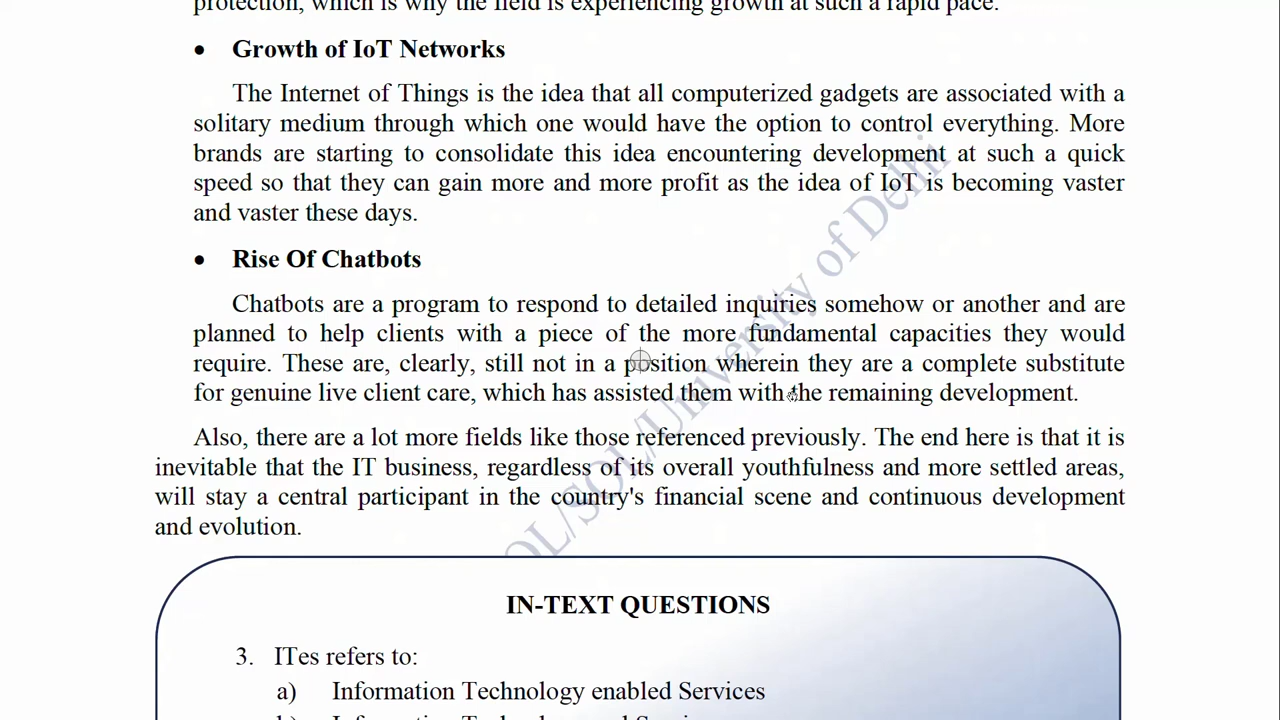 protection, which is why the field is experiencing growth at such a rapid pace.
• Growth of IoT Networks
The Internet of Things is the idea that all computerized gadgets are associated with a
solitary medium through which one would have the option to control everything. More
brands are starting to consolidate this idea encountering development at such a quick
speed so that they can gain more and more profit as the idea of IoT is becoming vaster
and vaster these days.
• Rise Of Chatbots
Chatbots are a program to respond to detailed inquiries somehow or another and are
planned to help clients with a piece of the more fundamental capacities they would
require. These are, clearly, still not in a position wherein they are a complete substitute
for genuine live client care, which has assisted them with the remaining development.
Also, there are a lot more fields like those referenced previously. The end here is that it is
inevitable that the IT business, regardless of its overall youthfulness and more settled areas,
will stay a central participant in the country's financial scene and continuous development
and evolution.
OL/SOL/University of Delhi
IN-TEXT QUESTIONS
3. ITes refers to:
a) Information Technology enabled Services
b) Information Technology and